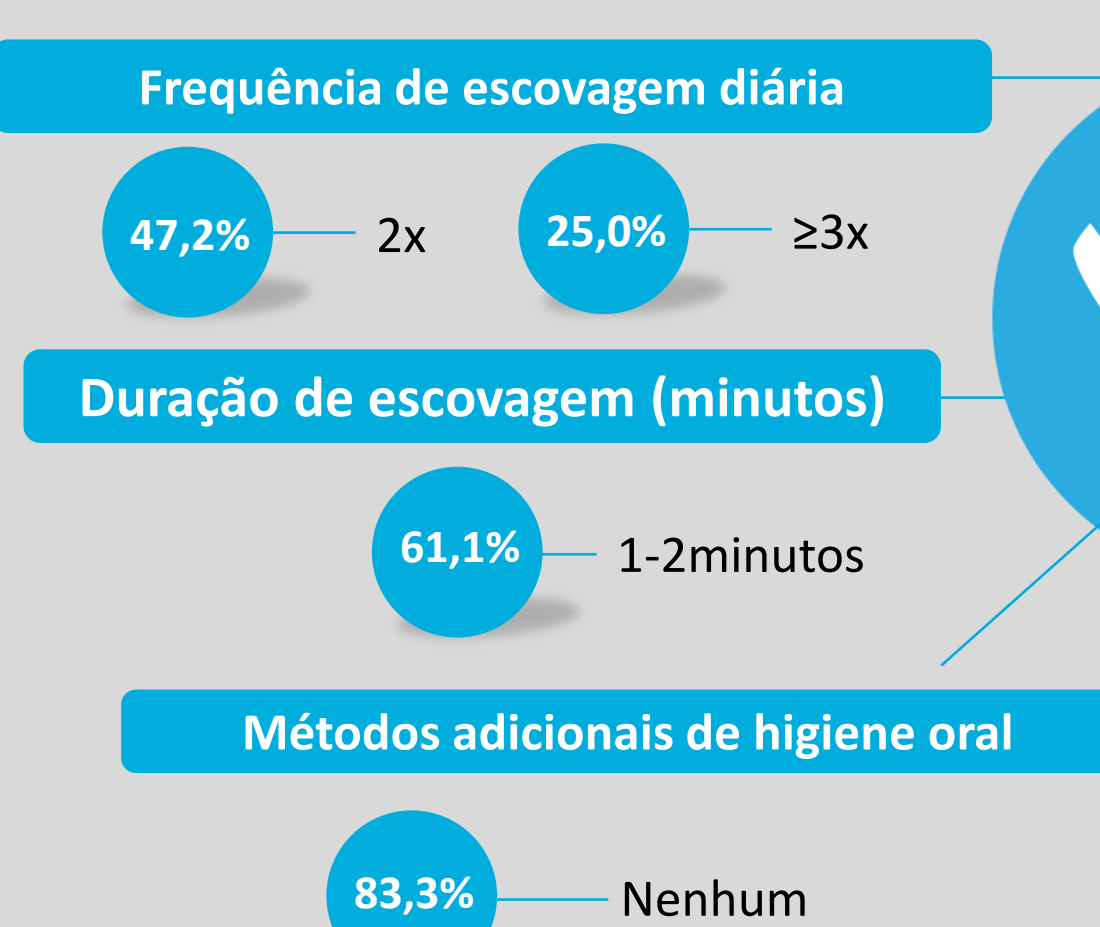 Frequência de escovagem diária
47,2% 2x 25,0% ≥3x
Duração de escovagem (minutos)
61,1% 1-2minutos
Métodos adicionais de higiene oral
83,3% Nenhum